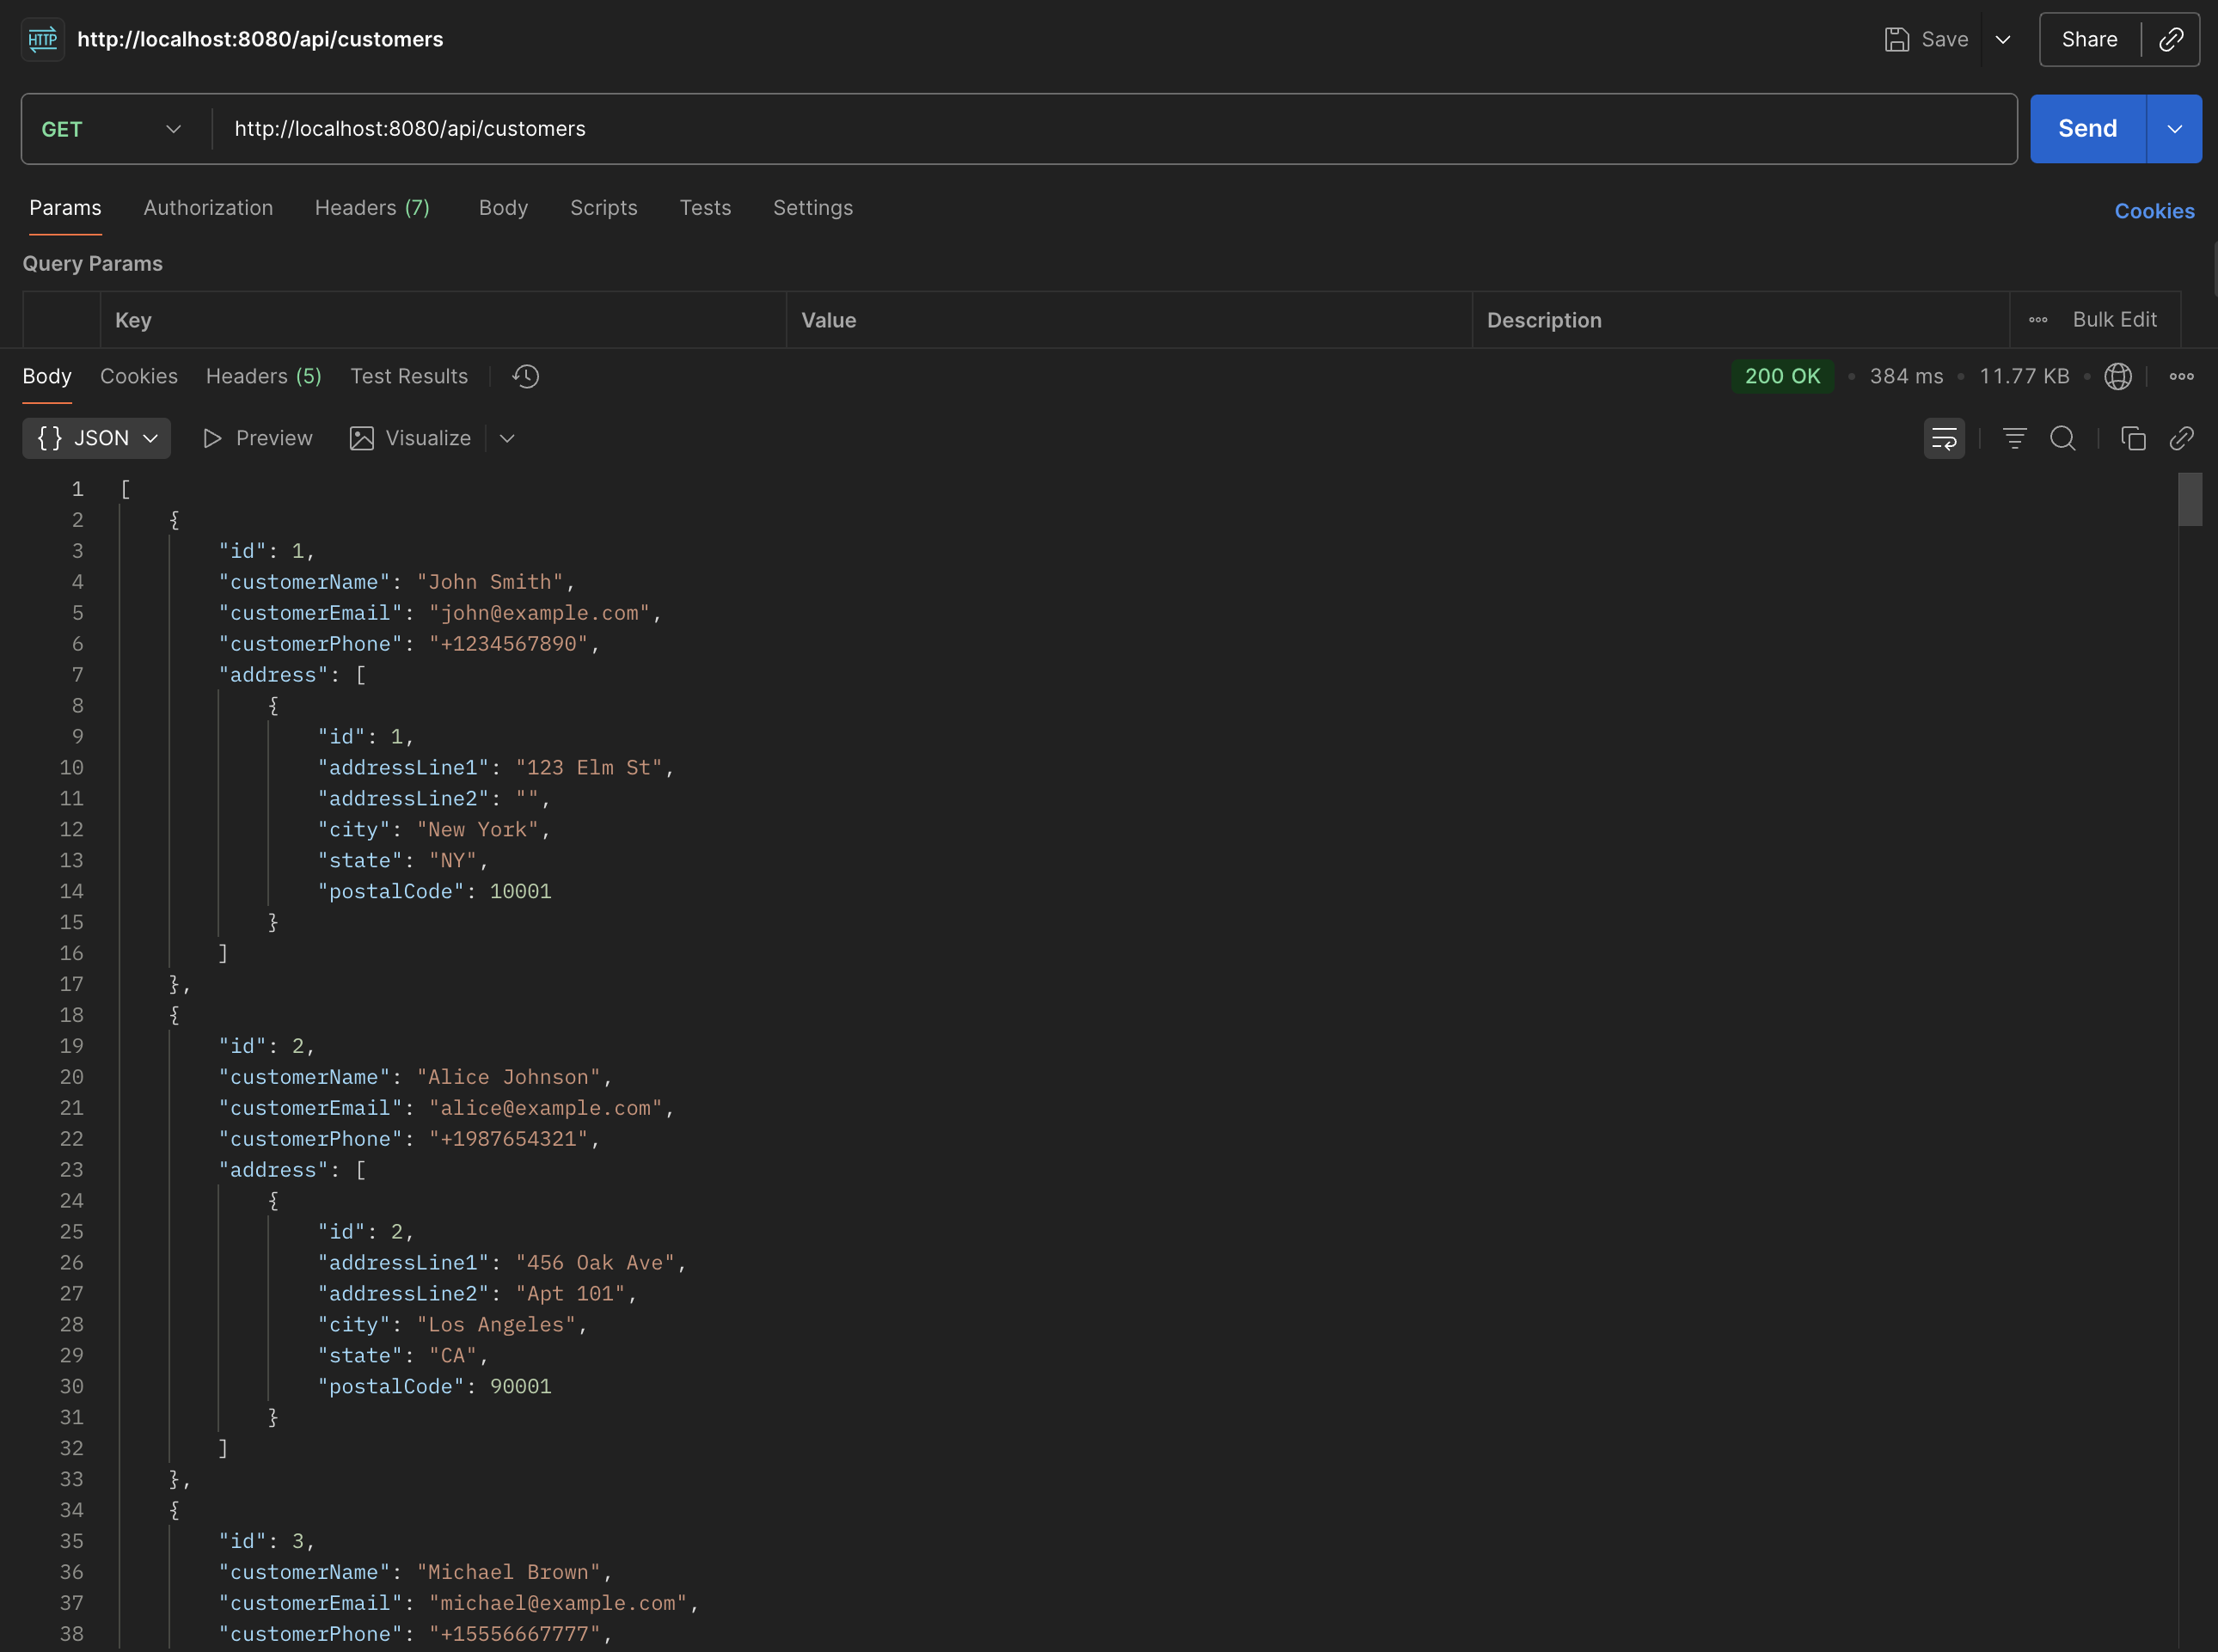 HTTP http://localhost:8080/api/customers Save Share
GET http://localhost:8080/api/customers Send
Params Authorization Headers (7) Body Scripts Tests Settings Cookies
Query Params
Key Value Description Bulk Edit
Body Cookies Headers (5) Test Results 200 OK 384 ms 11.77 KB
{} JSON Preview Visualize
1 [
2 {
3 "id": 1,
4 "customerName": "John Smith",
5 "customerEmail": "john@example.com",
6 "customerPhone": "+1234567890",
7 "address": [
8 {
9 "id": 1,
10 "addressLine1": "123 Elm St",
11 "addressLine2": "",
12 "city": "New York",
13 "state": "NY",
14 "postalCode": 10001
15 }
16 ]
17 },
18 {
19 "id": 2,
20 "customerName": "Alice Johnson",
21 "customerEmail": "alice@example.com",
22 "customerPhone": "+1987654321",
23 "address": [
24 {
25 "id": 2,
26 "addressLine1": "456 Oak Ave",
27 "addressLine2": "Apt 101",
28 "city": "Los Angeles",
29 "state": "CA",
30 "postalCode": 90001
31 }
32 ]
33 },
34 {
35 "id": 3,
36 "customerName": "Michael Brown",
37 "customerEmail": "michael@example.com",
38 "customerPhone": "+15556667777",